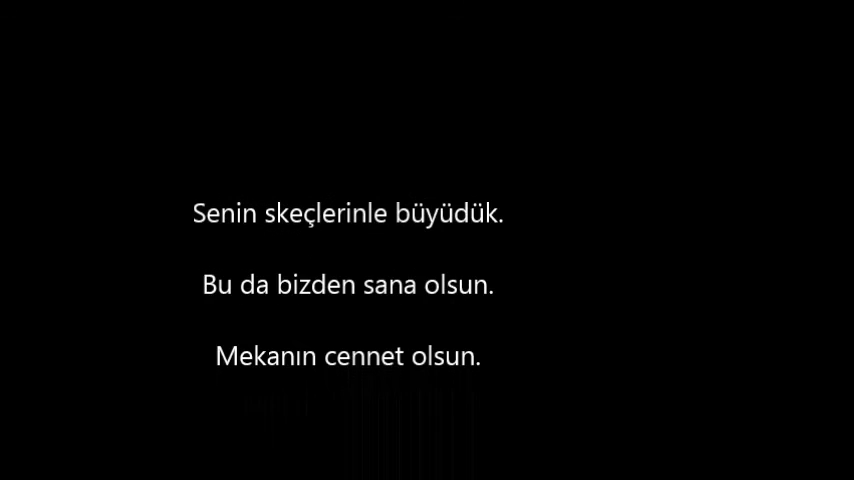 Senin skeçlerinle büyüdük.
Bu da bizden sana olsun.
Mekanın cennet olsun.